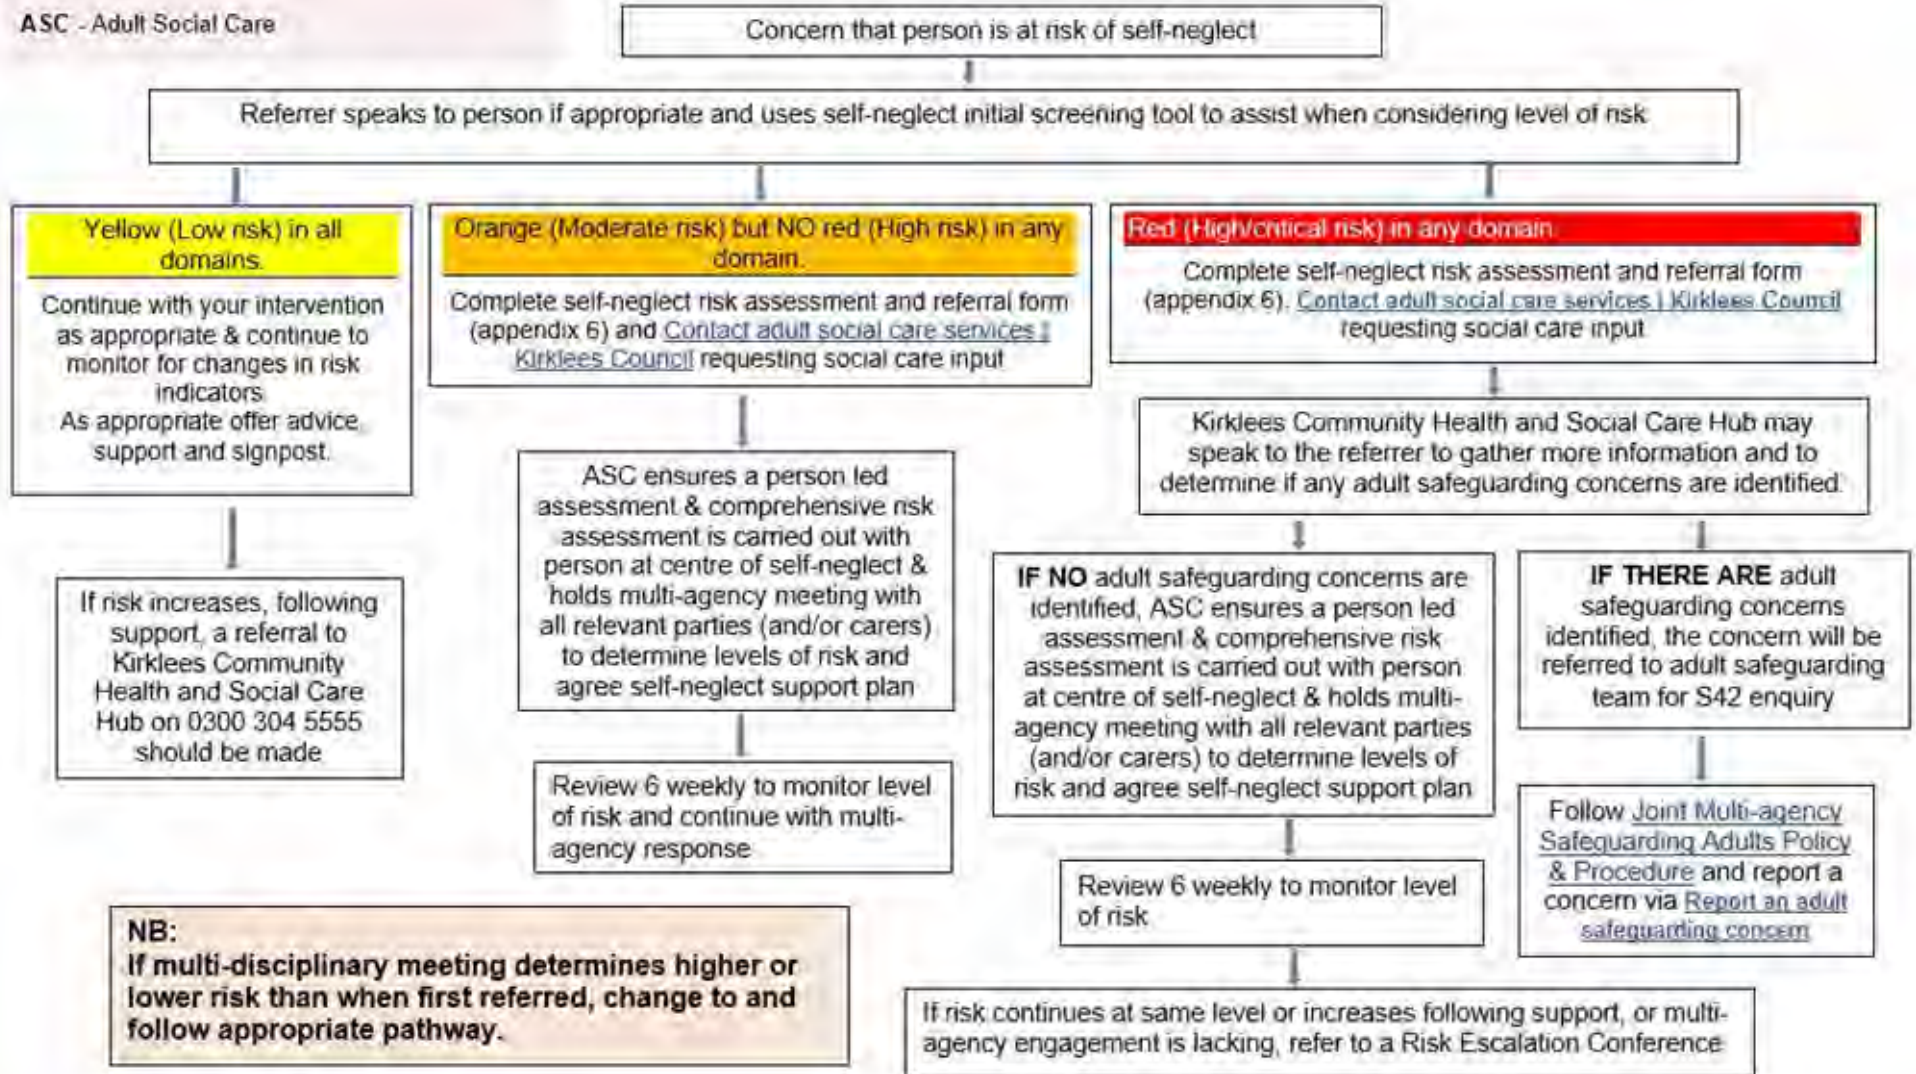 ASC - Adult Social Care
Concern that person is at risk of self-neglect
Referrer speaks to person if appropriate and uses self-neglect initial screening tool to assist when considering level of risk
Yellow (Low risk) in all
domains.
Continue with your intervention
as appropriate & continue to
monitor for changes in risk
indicators.
As appropriate offer advice,
support and signpost.
If risk increases, following
support, a referral to
Kirklees Community
Health and Social Care
Hub on 0300 304 5555
should be made
Orange (Moderate risk) but NO red (High risk) in any
domain.
Complete self-neglect risk assessment and referral form
(appendix 6) and Contact adult social care services |
Kirklees Council requesting social care input
ASC ensures a person led
assessment & comprehensive risk
assessment is carried out with
person at centre of self-neglect &
holds multi-agency meeting with
all relevant parties (and/or carers)
to determine levels of risk and
agree self-neglect support plan
Review 6 weekly to monitor level
of risk and continue with multi-
agency response
Red (High/critical risk) in any domain.
Complete self-neglect risk assessment and referral form
(appendix 6). Contact adult social care services | Kirklees Council
requesting social care input
Kirklees Community Health and Social Care Hub may
speak to the referrer to gather more information and to
determine if any adult safeguarding concerns are identified.
IF NO adult safeguarding concerns are
identified, ASC ensures a person led
assessment & comprehensive risk
assessment is carried out with person
at centre of self-neglect & holds multi-
agency meeting with all relevant parties
(and/or carers) to determine levels of
risk and agree self-neglect support plan
Review 6 weekly to monitor level
of risk
If risk continues at same level or increases following support, or multi-
agency engagement is lacking, refer to a Risk Escalation Conference
IF THERE ARE adult
safeguarding concerns
identified, the concern will be
referred to adult safeguarding
team for S42 enquiry
Follow Joint Multi-agency
Safeguarding Adults Policy
& Procedure and report a
concern via Report an adult
safeguarding concern
NB:
If multi-disciplinary meeting determines higher or
lower risk than when first referred, change to and
follow appropriate pathway.